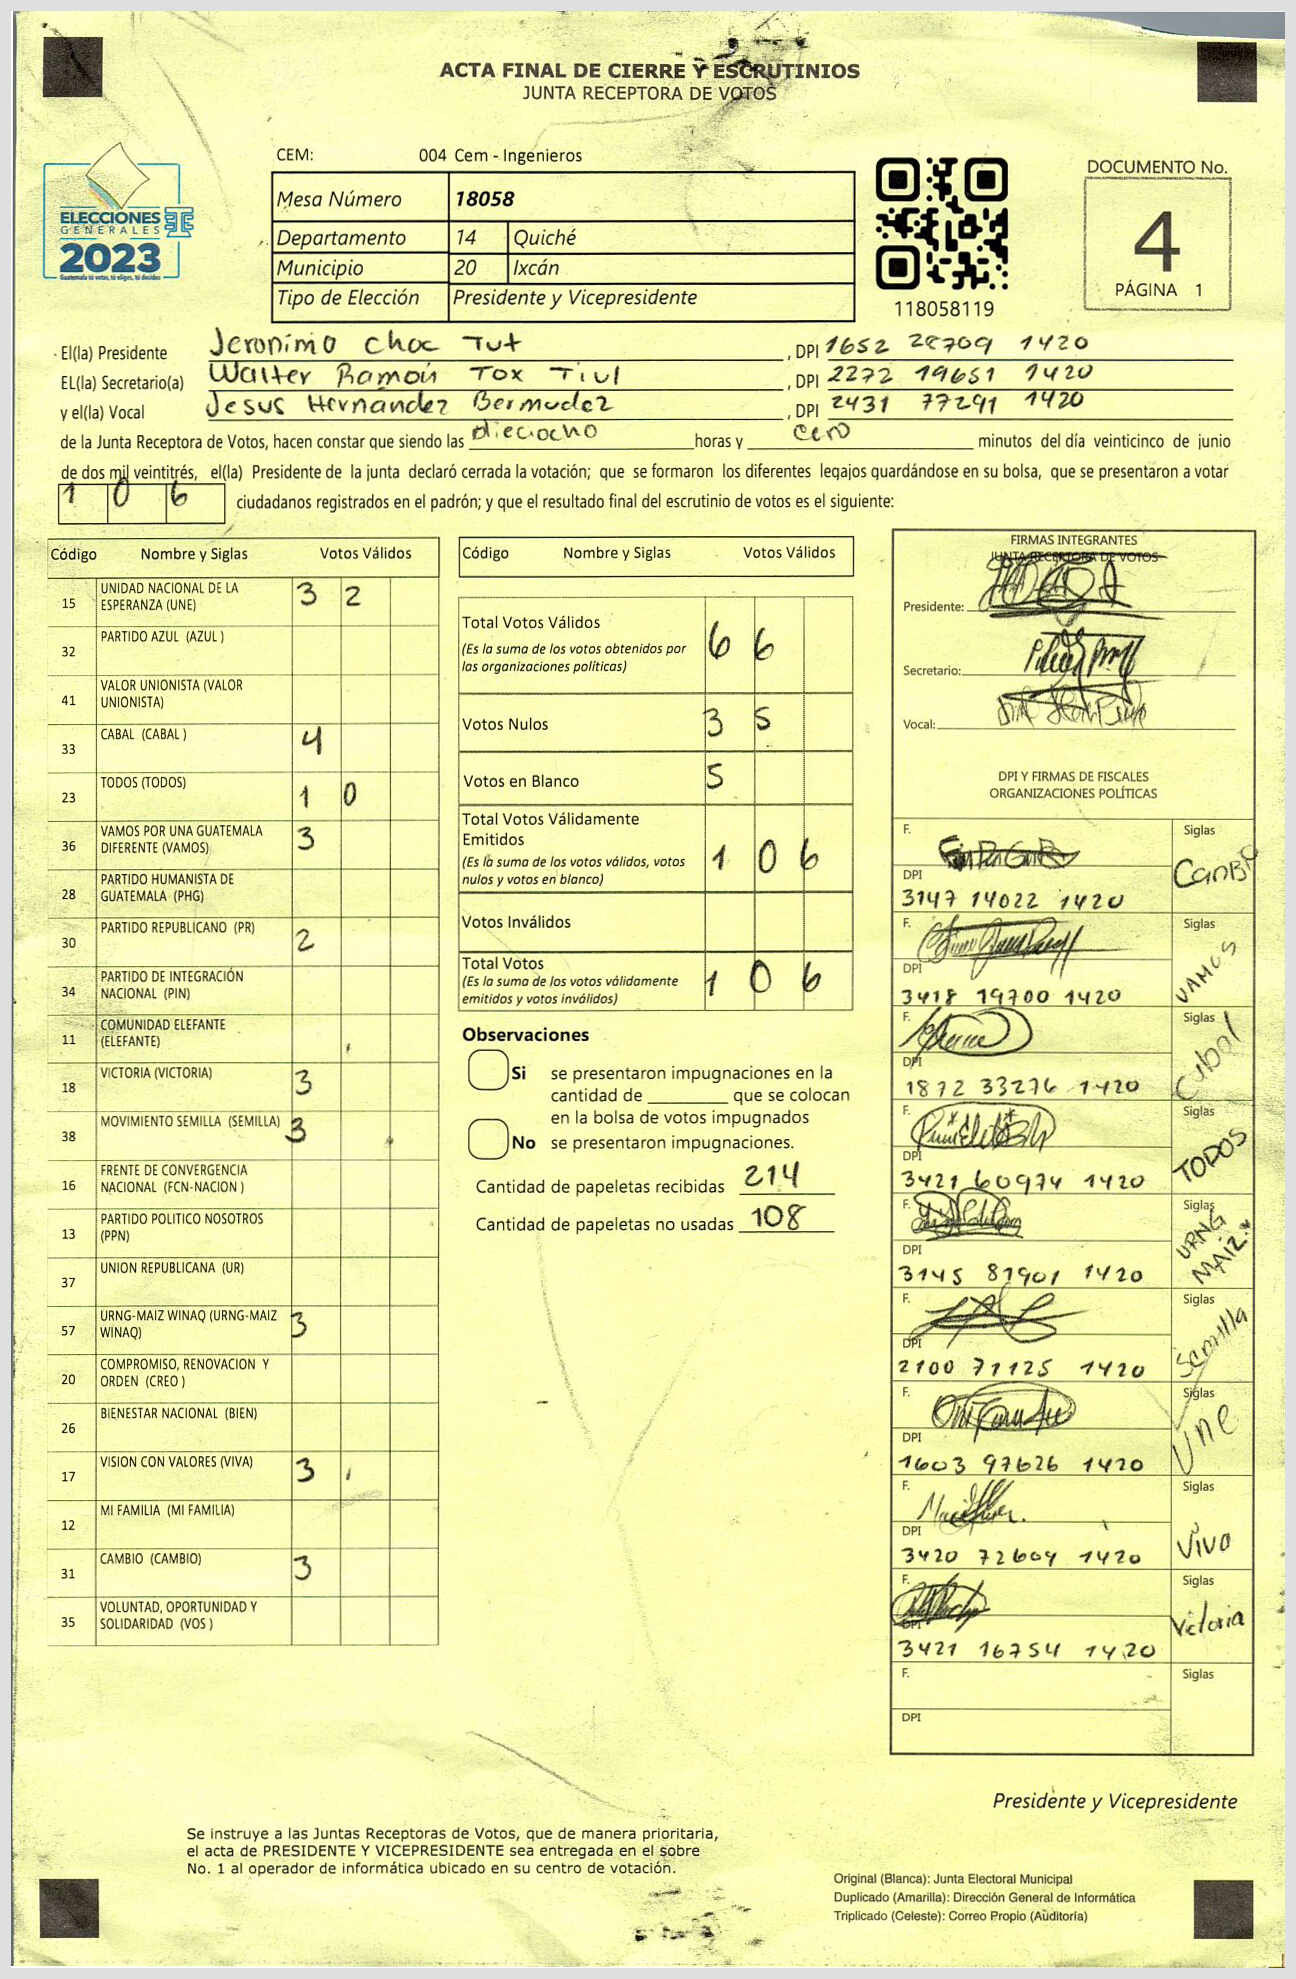 ACTA FINAL DE CIERRE Y ESCRUTINIOS
JUNTA RECEPTORA DE VOTOS
ELECCIONES
GENERALES
2023
Guatemala tú votas, tú eliges, tú decides
CEM: 004 Cem - Ingenieros
Mesa Número 18058
Departamento 14 Quiché
Municipio 20 Ixcán
Tipo de Elección Presidente y Vicepresidente
118058119
DOCUMENTO No.
4
PÁGINA 1
El(la) Presidente Jeronimo Choc Tut , DPI 1652 28709 1420
EL(la) Secretario(a) Walter Ramón Tox Tiul , DPI 2272 19651 1420
y el(la) Vocal Jesus Hernandez Bermudez , DPI 2431 77291 1420
de la Junta Receptora de Votos, hacen constar que siendo las dieciocho horas y cero minutos del día veinticinco de junio
de dos mil veintitrés, el(la) Presidente de la junta declaró cerrada la votación; que se formaron los diferentes legajos quardándose en su bolsa, que se presentaron a votar
1 0 6 ciudadanos registrados en el padrón; y que el resultado final del escrutinio de votos es el siguiente:
Código Nombre y Siglas Votos Válidos
15 UNIDAD NACIONAL DE LA ESPERANZA (UNE) 3 2
32 PARTIDO AZUL (AZUL )
41 VALOR UNIONISTA (VALOR UNIONISTA)
33 CABAL (CABAL ) 4
23 TODOS (TODOS) 1 0
36 VAMOS POR UNA GUATEMALA DIFERENTE (VAMOS) 3
28 PARTIDO HUMANISTA DE GUATEMALA (PHG)
30 PARTIDO REPUBLICANO (PR) 2
34 PARTIDO DE INTEGRACIÓN NACIONAL (PIN)
11 COMUNIDAD ELEFANTE (ELEFANTE)
18 VICTORIA (VICTORIA) 3
38 MOVIMIENTO SEMILLA (SEMILLA) 3
16 FRENTE DE CONVERGENCIA NACIONAL (FCN-NACION )
13 PARTIDO POLITICO NOSOTROS (PPN)
37 UNION REPUBLICANA (UR)
57 URNG-MAIZ WINAQ (URNG-MAIZ WINAQ) 3
20 COMPROMISO, RENOVACION Y ORDEN (CREO )
26 BIENESTAR NACIONAL (BIEN)
17 VISION CON VALORES (VIVA) 3
12 MI FAMILIA (MI FAMILIA)
31 CAMBIO (CAMBIO) 3
35 VOLUNTAD, OPORTUNIDAD Y SOLIDARIDAD (VOS )
Código Nombre y Siglas Votos Válidos
Total Votos Válidos 6 6
(Es la suma de los votos obtenidos por
las organizaciones políticas)
Votos Nulos 3 5
Votos en Blanco 5
Total Votos Válidamente
Emitidos 1 0 6
(Es la suma de los votos válidos, votos
nulos y votos en blanco)
Votos Inválidos
Total Votos 1 0 6
(Es la suma de los votos válidamente
emitidos y votos inválidos)
Observaciones
Si se presentaron impugnaciones en la
cantidad de ________ que se colocan
en la bolsa de votos impugnados
No se presentaron impugnaciones.
Cantidad de papeletas recibidas 214
Cantidad de papeletas no usadas 108
FIRMAS INTEGRANTES
JUNTA RECEPTORA DE VOTOS
Presidente:
Secretario:
Vocal:
DPI Y FIRMAS DE FISCALES
ORGANIZACIONES POLÍTICAS
F. Siglas
DPI
3147 14022 1420
F. Siglas VAMOS
DPI
3418 19700 1420
F. Siglas Cabal
DPI
1872 33276 1420
F. Siglas TODOS
DPI
3421 60974 1420
F. Siglas URNG MAIZ.
DPI
3145 81901 1420
F. Siglas Semilla
DPI
2100 71125 1420
F. Siglas Une
DPI
1603 97626 1420
F. Siglas Viva
DPI
3420 72609 1420
F. Siglas Victoria
DPI
3421 16754 1420
F. Siglas
DPI
Presidente y Vicepresidente
Se instruye a las Juntas Receptoras de Votos, que de manera prioritaria,
el acta de PRESIDENTE Y VICEPRESIDENTE sea entregada en el sobre
No. 1 al operador de informática ubicado en su centro de votación.
Original (Blanca): Junta Electoral Municipal
Duplicado (Amarilla): Dirección General de Informática
Triplicado (Celeste): Correo Propio (Auditoría)